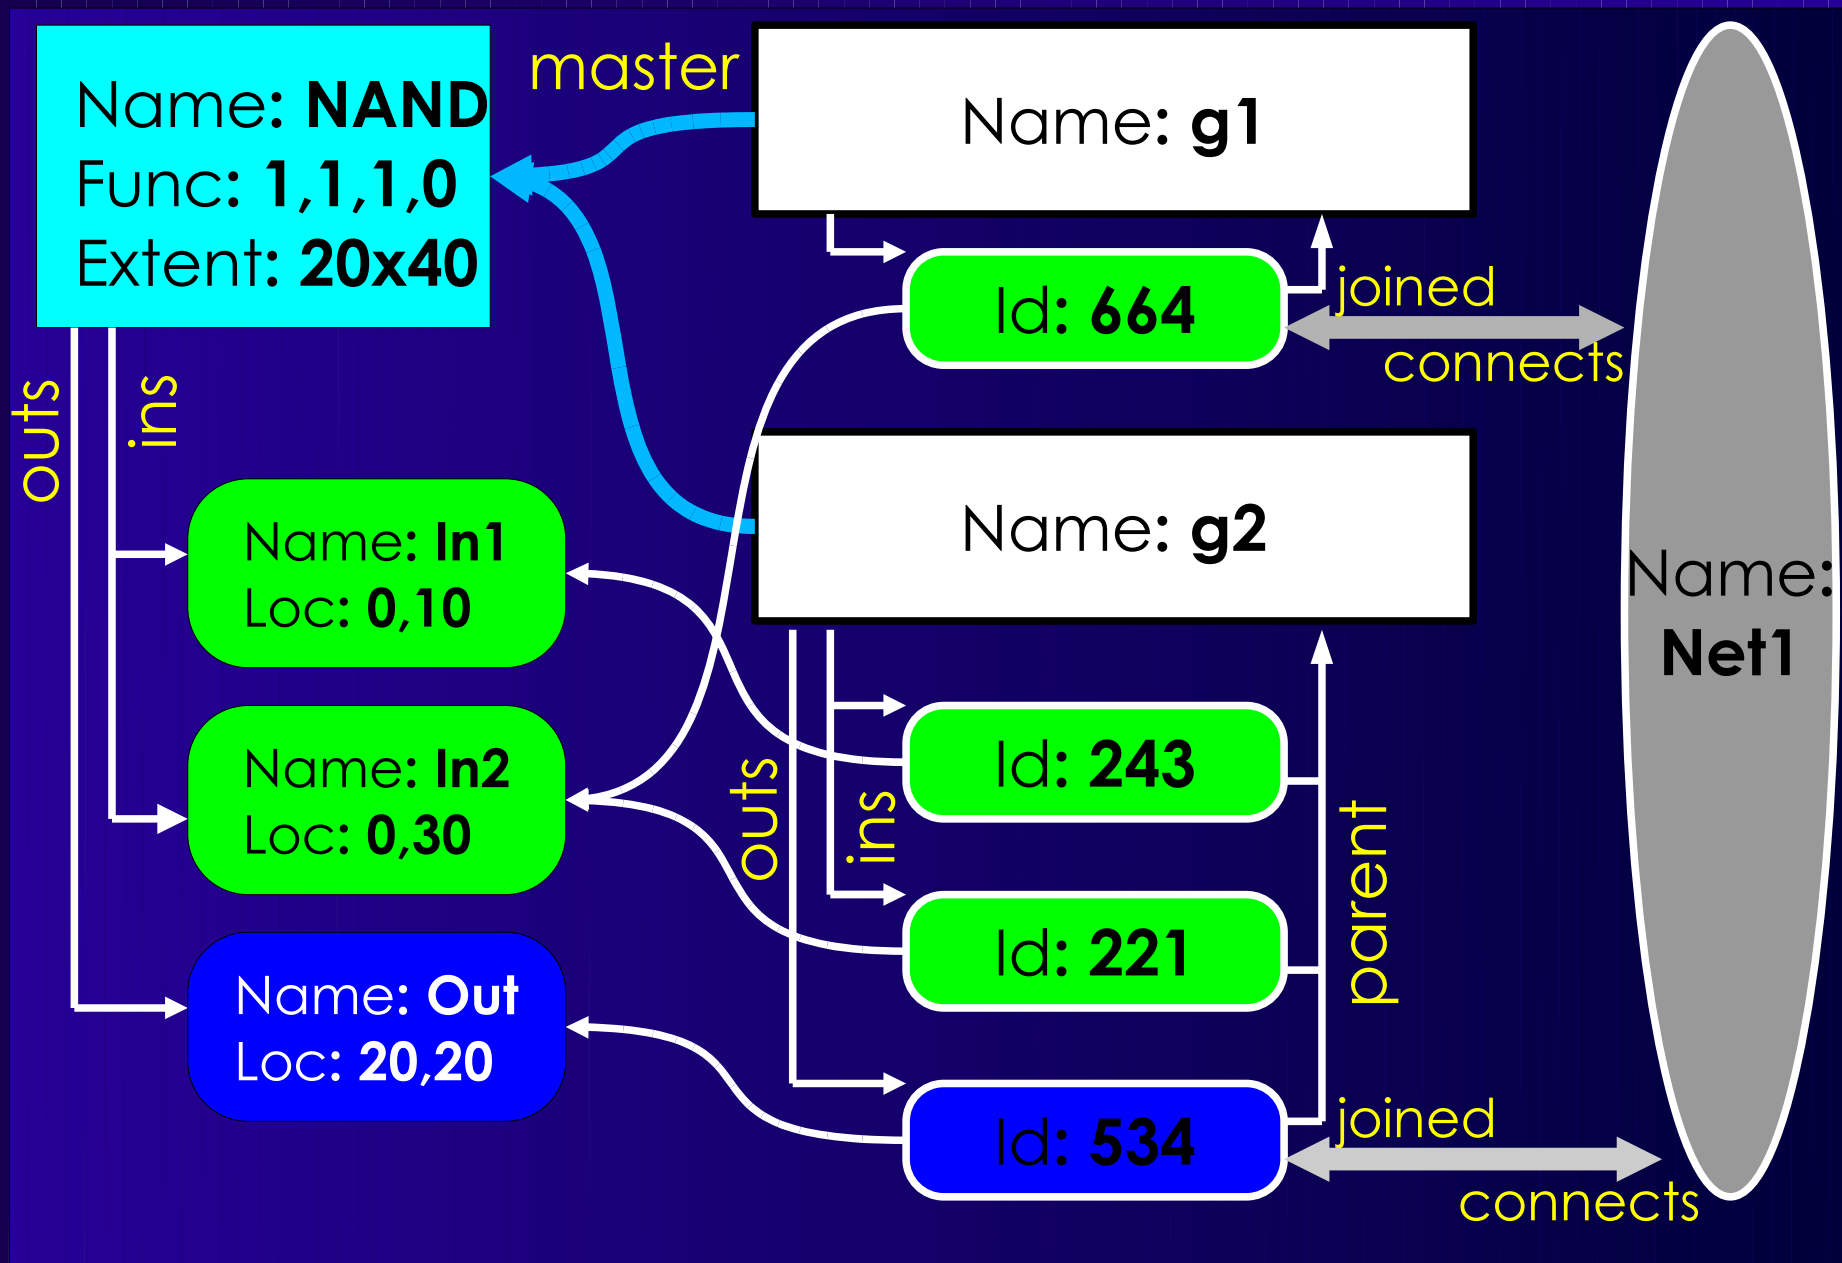 Name: NAND
Func: 1,1,1,0
Extent: 20x40
master
Name: g1
Id: 664
joined
connects
outs
ins
Name: g2
Name: In1
Loc: 0,10
Name:
Net1
Name: In2
Loc: 0,30
Id: 243
outs
ins
parent
Id: 221
Name: Out
Loc: 20,20
Id: 534
joined
connects